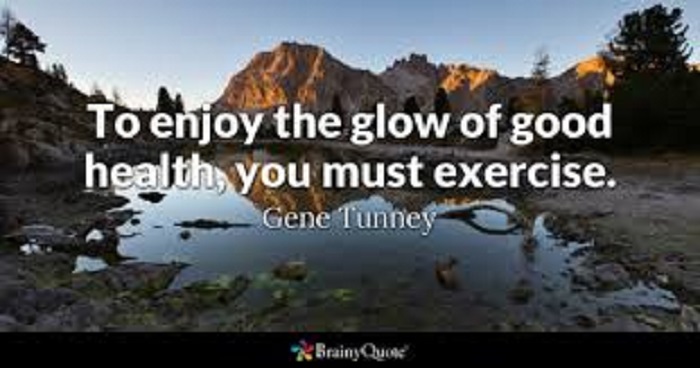 To enjoy the glow of good
health, you must exercise.
Gene Tunney
BrainyQuote